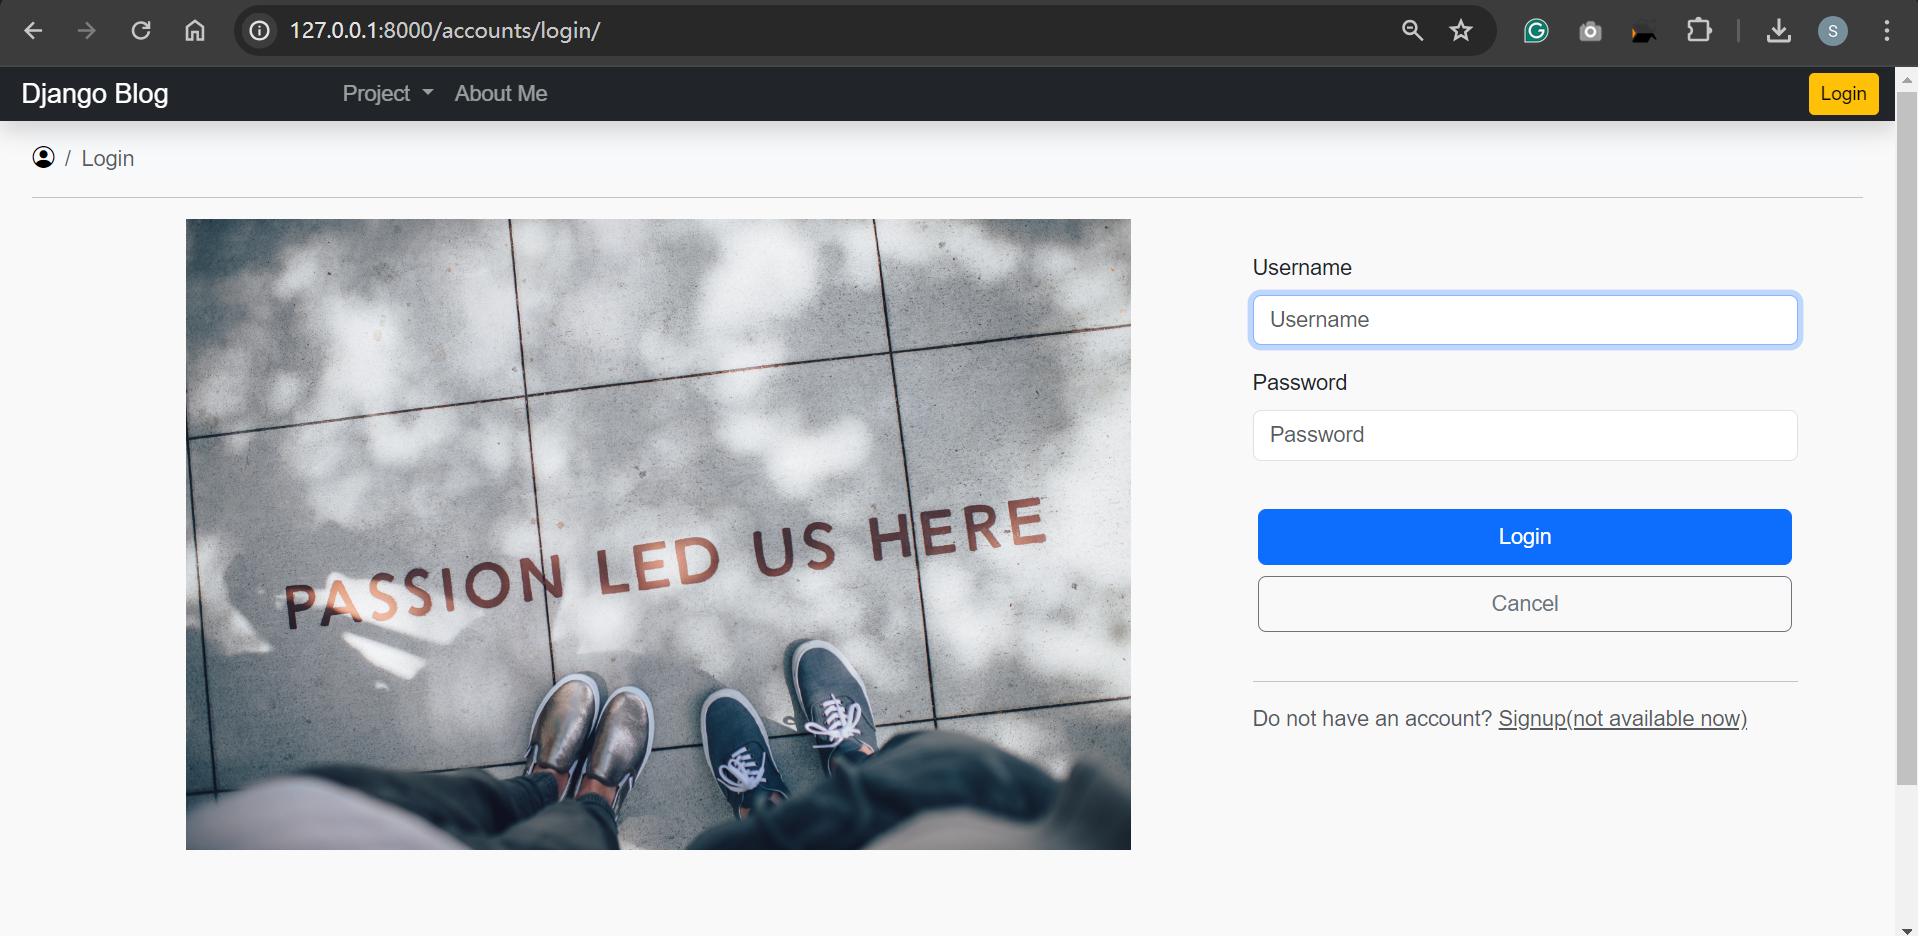 127.0.0.1:8000/accounts/login/
S
Django Blog
Project
About Me
Login
/ Login
Username
Username
Password
Password
PASSION LED US HERE
Login
Cancel
Do not have an account? Signup(not available now)